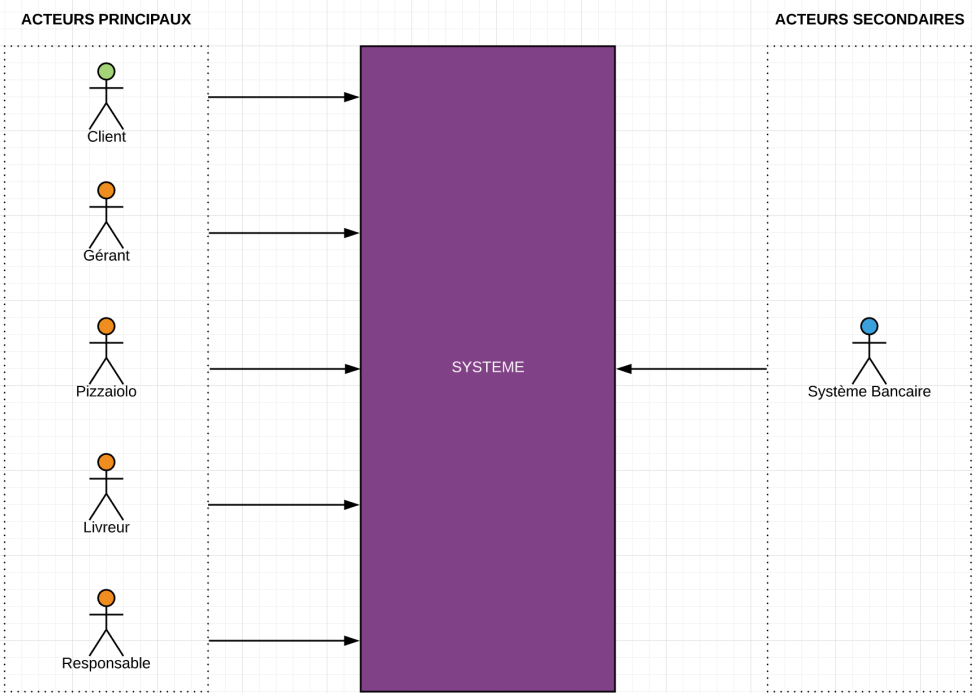 ACTEURS PRINCIPAUX
ACTEURS SECONDAIRES
Client
Gérant
Pizzaiolo
Livreur
Responsable
SYSTEME
Système Bancaire